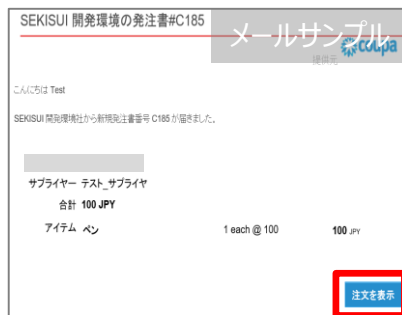 SEKISUI 開発環境の発注書#C185
メールサンプル
提供元
coupa
こんにちは Test
SEKISUI 開発環境社から新規発注書番号 C185 が届きました。
サプライヤー テスト_サプライヤ
合計 100 JPY
アイテム ペン 1 each @ 100 100 JPY
注文を表示